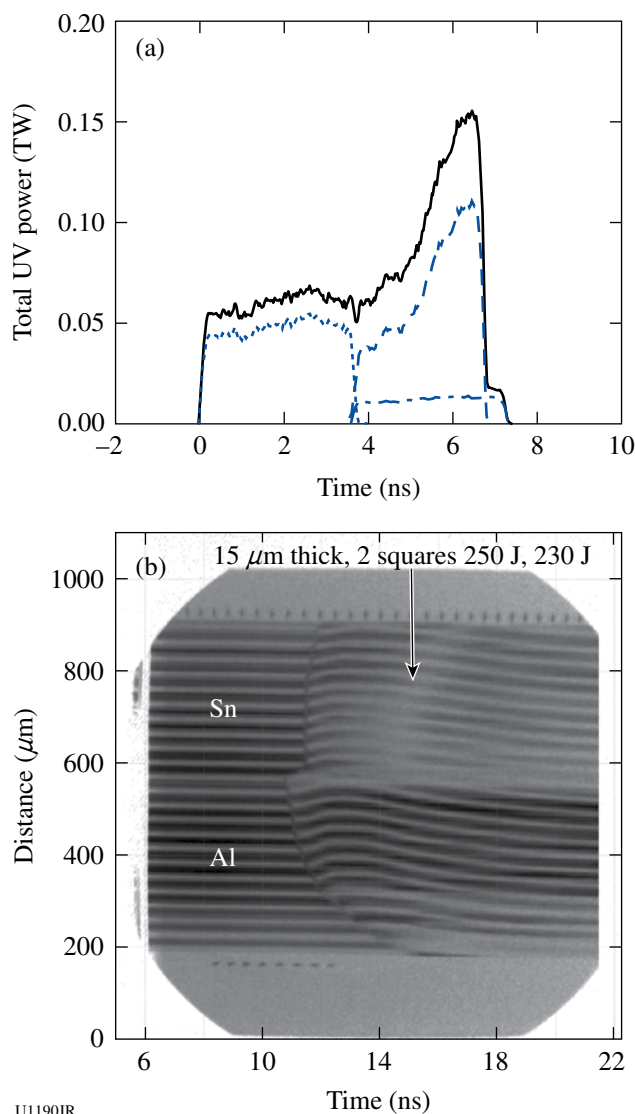 0.20
(a)
0.15
0.10
0.05
0.00
Total UV power (TW)
−2 0 2 4 6 8 10
Time (ns)
(b)
15 μm thick, 2 squares 250 J, 230 J
1000
800
600
400
200
0
Distance (μm)
Sn
Al
6 10 14 18 22
Time (ns)
U1190JR